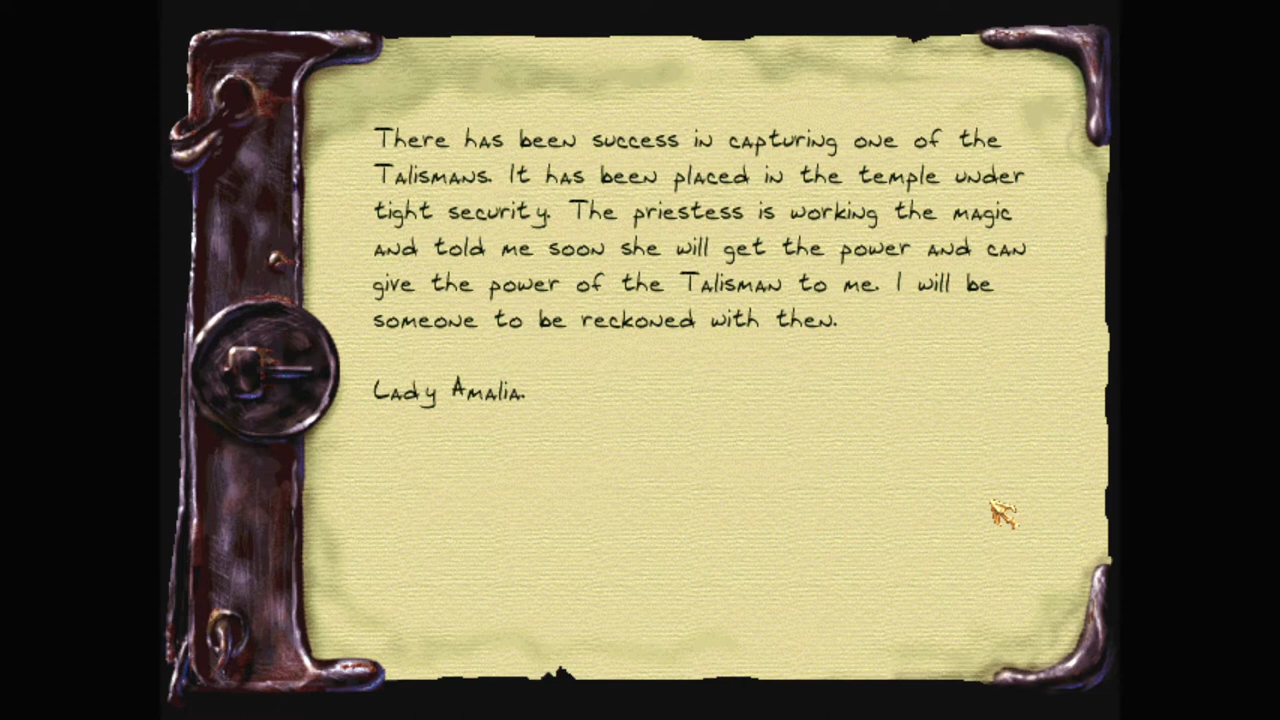 There has been success in capturing one of the
Talismans. It has been placed in the temple under
tight security. The priestess is working the magic
and told me soon she will get the power and can
give the power of the Talisman to me. I will be
someone to be reckoned with then.
Lady Amalia.